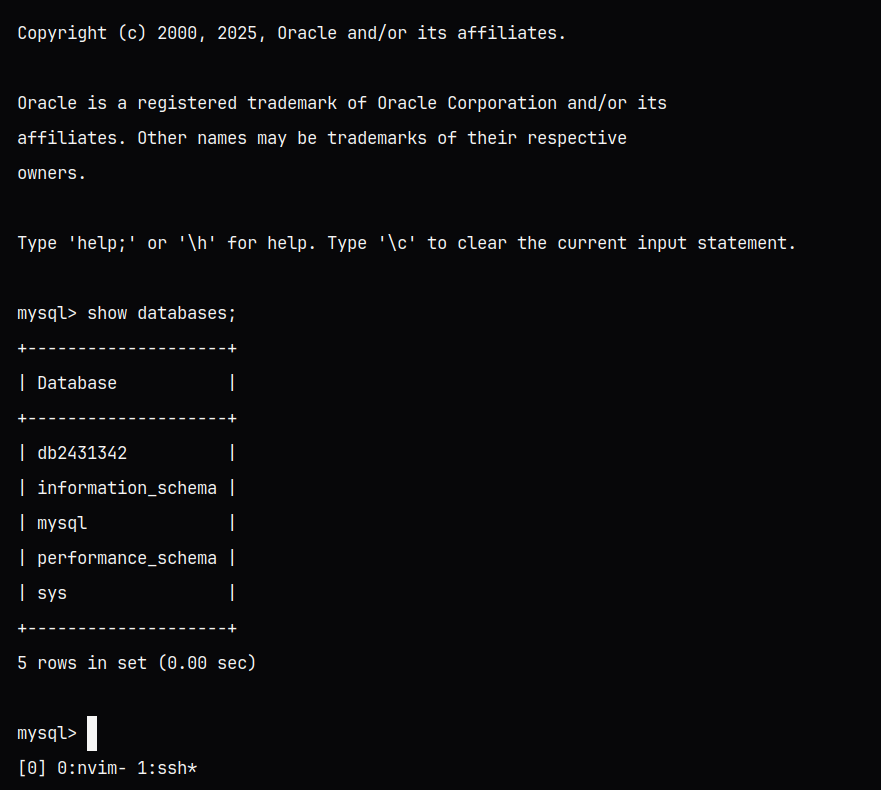 Copyright (c) 2000, 2025, Oracle and/or its affiliates.
Oracle is a registered trademark of Oracle Corporation and/or its
affiliates. Other names may be trademarks of their respective
owners.
Type 'help;' or '\h' for help. Type '\c' to clear the current input statement.
mysql> show databases;
+--------------------+
| Database           |
+--------------------+
| db2431342          |
| information_schema |
| mysql              |
| performance_schema |
| sys                |
+--------------------+
5 rows in set (0.00 sec)
mysql>
[0] 0:nvim- 1:ssh*